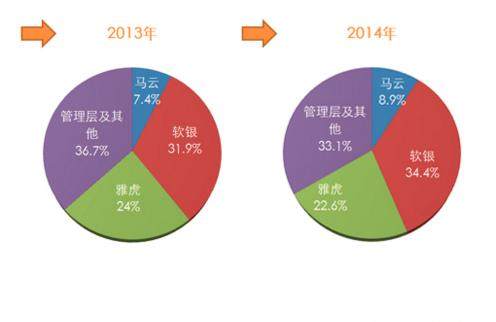 2013年
马云
7.4%
软银
31.9%
雅虎
24%
管理层及其
他
36.7%
2014年
马云
8.9%
软银
34.4%
雅虎
22.6%
管理层及其
他
33.1%